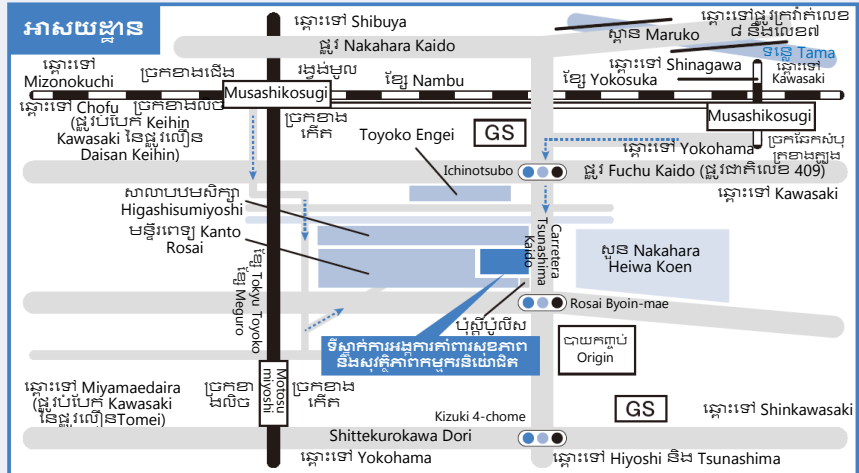 អាសយដ្ឋាន
ឆ្ពោះទៅ Shibuya
ផ្លូវ Nakahara Kaido
ស្ពាន Maruko
ឆ្ពោះទៅផ្លូវក្រវ៉ាត់លេខ
៨ និងលេខ៧
ទន្លេ Tama
ឆ្ពោះទៅ
Mizonokuchi
ច្រកខាងជើង
រង្វង់មូល
ខ្សែ Nambu
ខ្សែ Yokosuka
ឆ្ពោះទៅ Shinagawa
ឆ្ពោះទៅ
Kawasaki
Musashikosugi
ឆ្ពោះទៅ Chofu
(ផ្លូវបំបែក Keihin
Kawasaki នៃផ្លូវលឿន
Daisan Keihin)
ច្រកខាងលិច
ច្រកខាង
កើត
Toyoko Engei
GS
Musashikosugi
ឆ្ពោះទៅ Yokohama
ច្រកឆែកសំបុ
ត្រខាងត្បូង
Ichinotsubo
ផ្លូវ Fuchu Kaido (ផ្លូវជាតិលេខ 409)
ឆ្ពោះទៅ Kawasaki
សាលាបឋមសិក្សា
Higashisumiyoshi
មន្ទីរពេទ្យ Kanto
Rosai
Carretera
Tsunashima
Kaido
សួន Nakahara
Heiwa Koen
ខ្សែ Tokyu Toyoko
ខ្សែ Meguro
Rosai Byoin-mae
ប៉ុស្តិ៍ប៉ូលីស
ទីស្នាក់ការអង្គការគាំពារសុខភាព
និងសុវត្ថិភាពកម្មករនិយោជិត
បាយកញ្ចប់
Origin
ឆ្ពោះទៅ Miyamaedaira
(ផ្លូវបំបែក Kawasaki
នៃផ្លូវលឿនTomei)
ច្រកខា
ងលិច
Motosu
miyoshi
ច្រកខាង
កើត
Kizuki 4-chome
GS
ឆ្ពោះទៅ Shinkawasaki
Shittekurokawa Dori
ឆ្ពោះទៅ Yokohama
ឆ្ពោះទៅ Hiyoshi និង Tsunashima